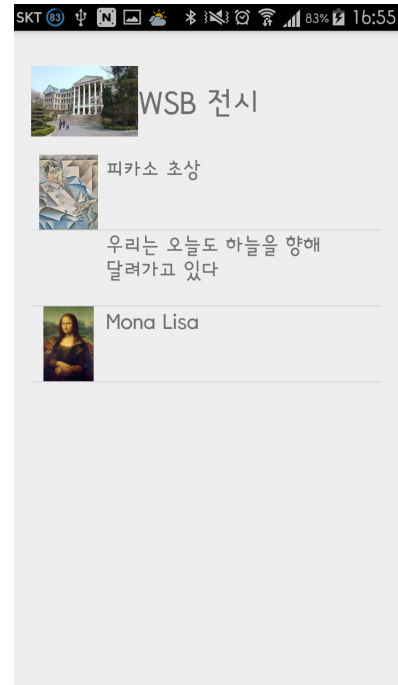 SKT 83 N 83% 16:55
WSB 전시
피카소 초상
우리는 오늘도 하늘을 향해
달려가고 있다
Mona Lisa